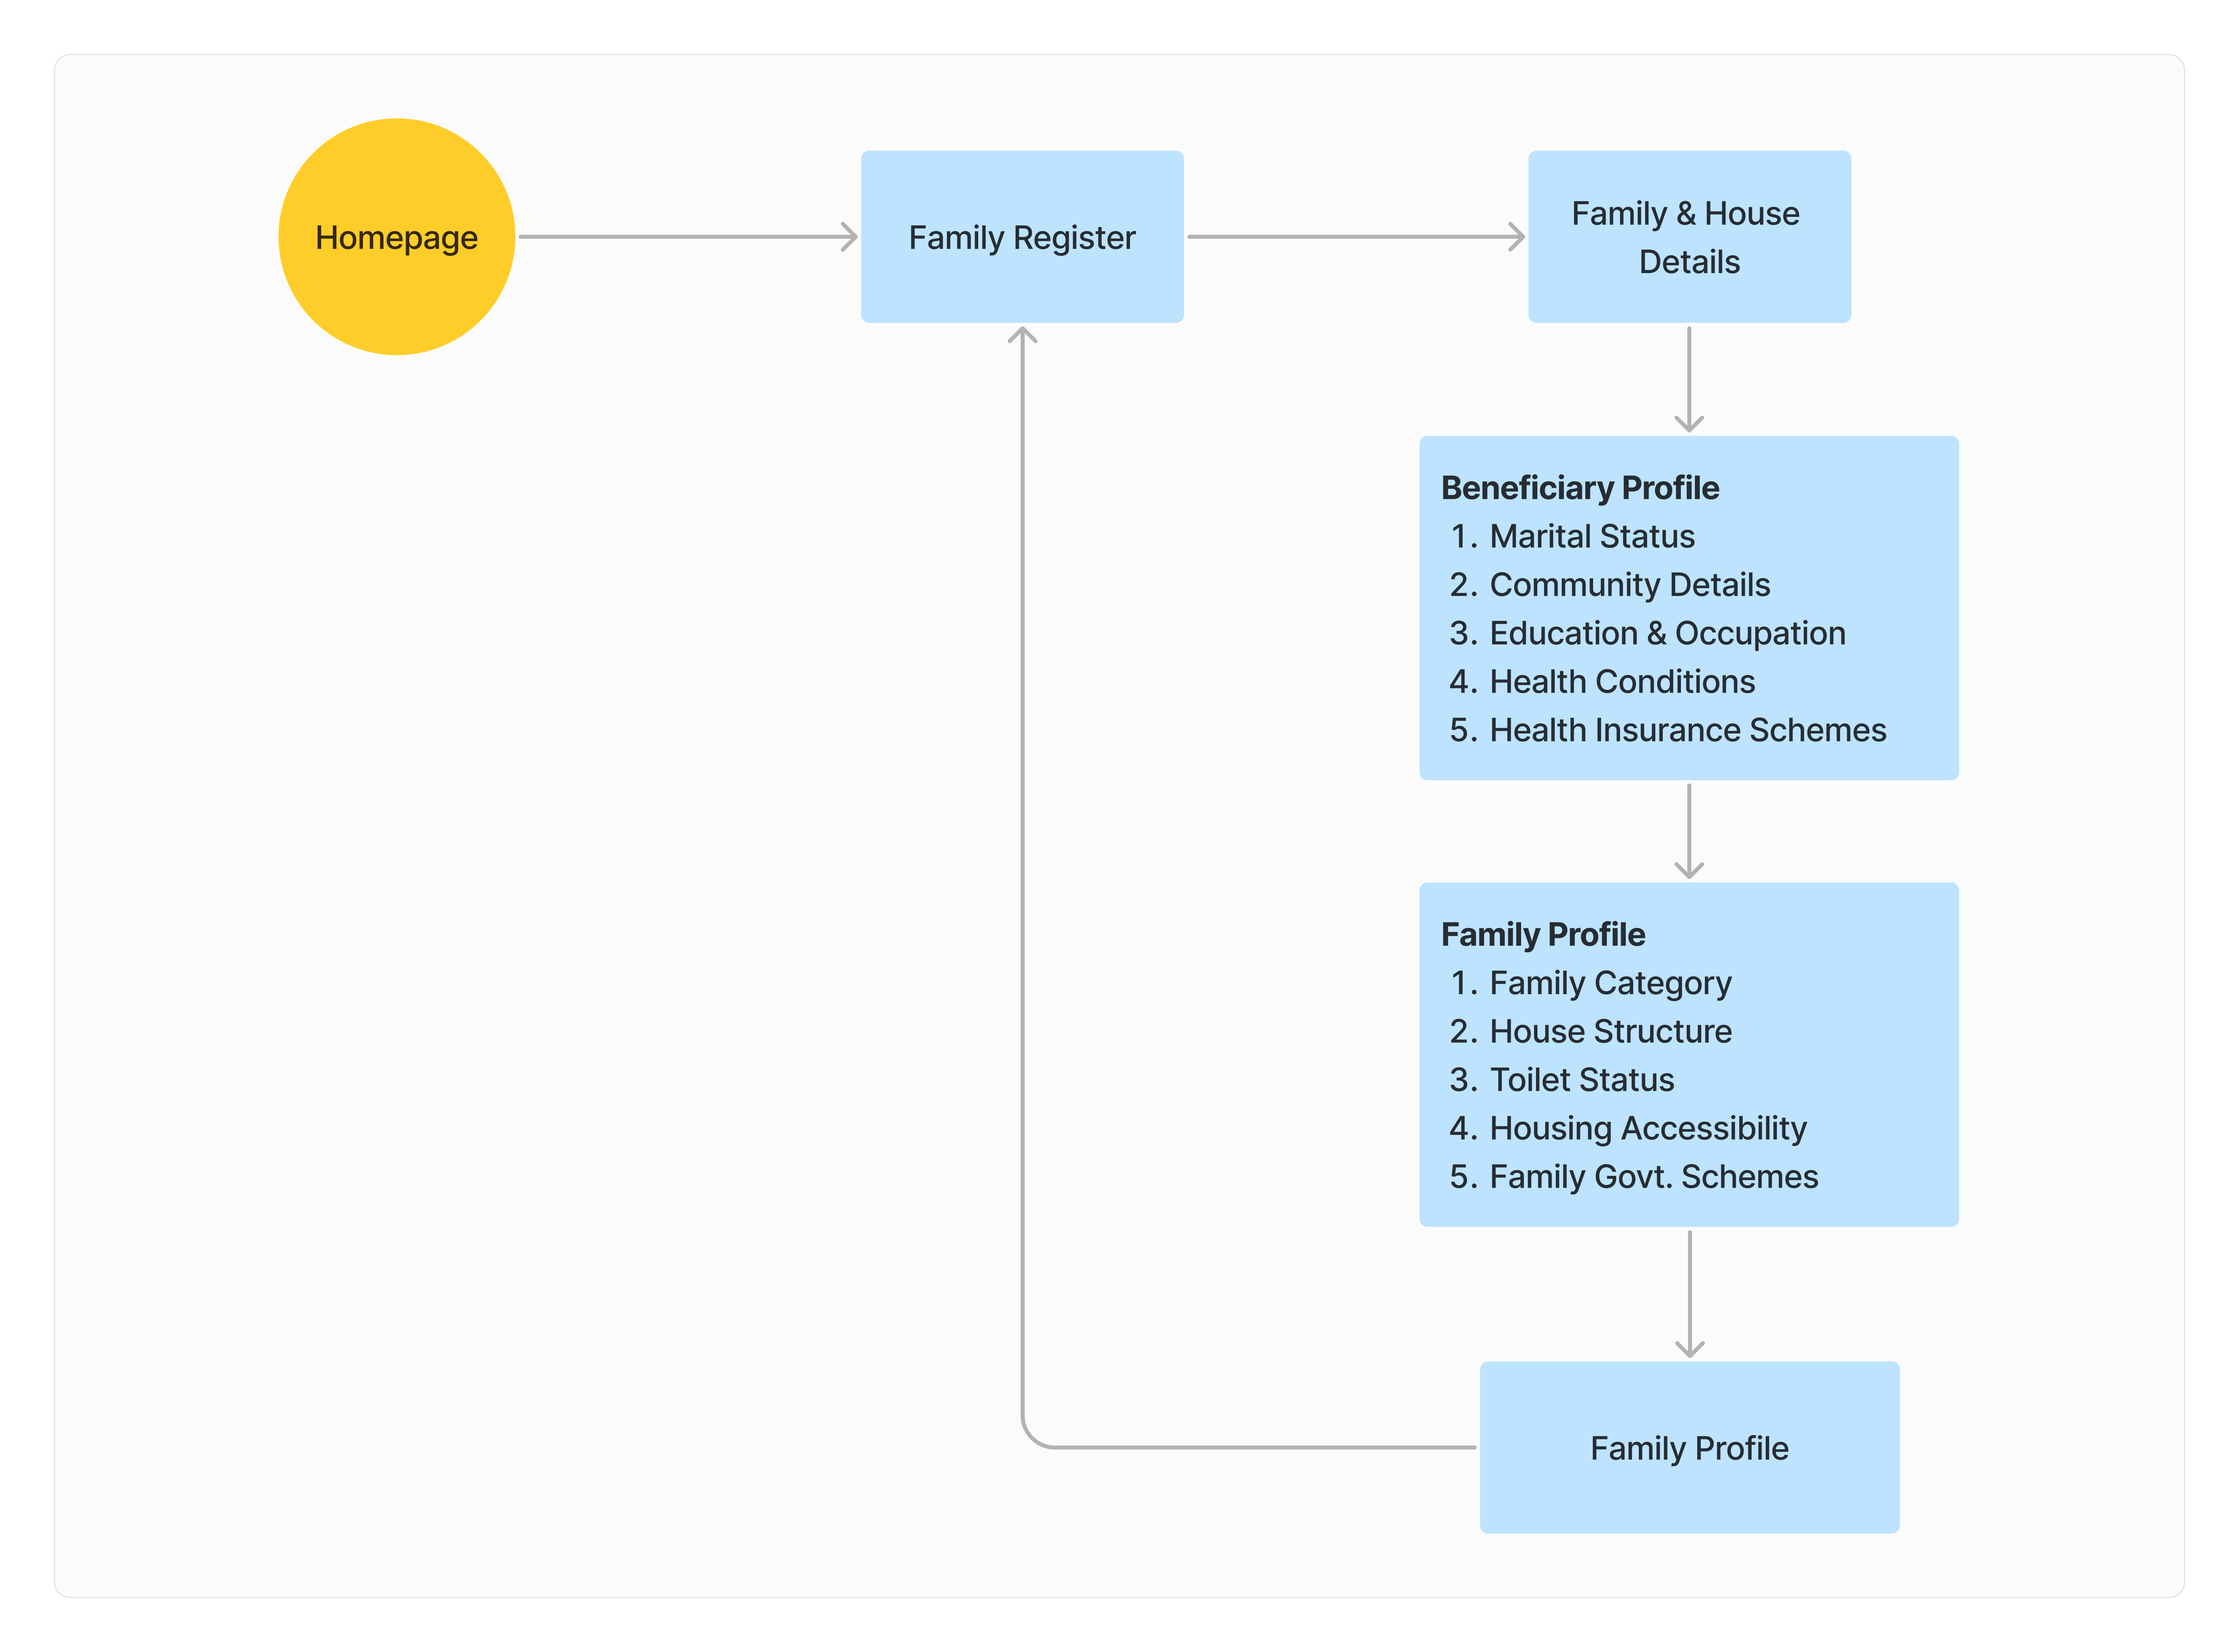 Homepage
Family Register
Family & House
Details
Beneficiary Profile
1. Marital Status
2. Community Details
3. Education & Occupation
4. Health Conditions
5. Health Insurance Schemes
Family Profile
1. Family Category
2. House Structure
3. Toilet Status
4. Housing Accessibility
5. Family Govt. Schemes
Family Profile